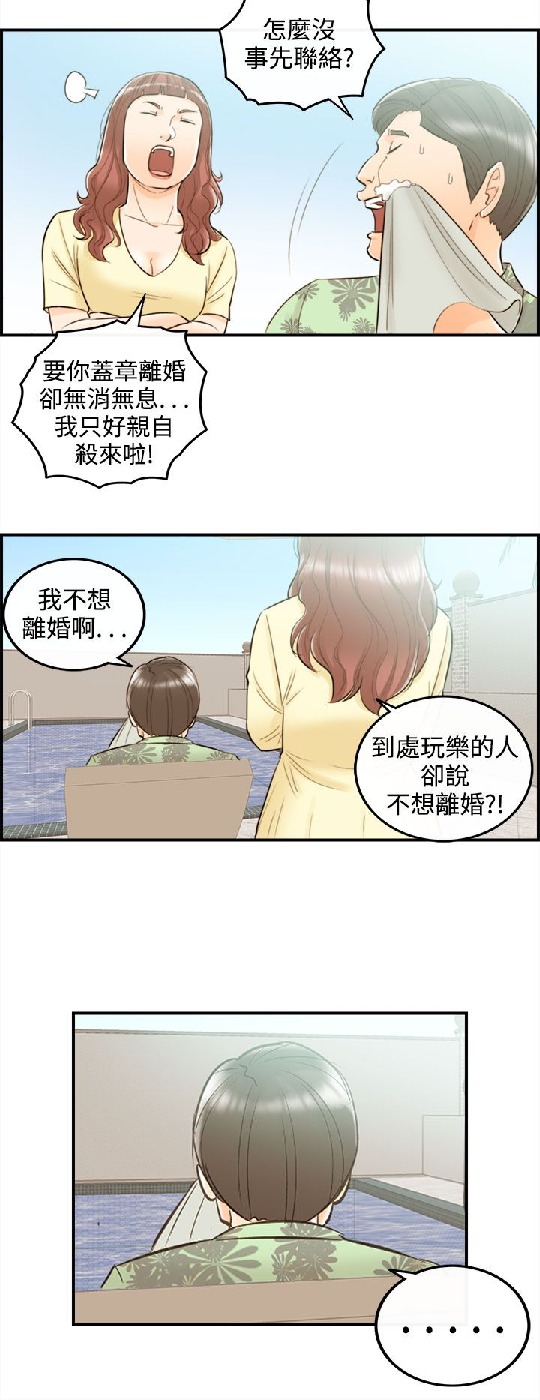 怎麼沒
事先聯絡?
要你蓋章離婚
卻無消無息...
我只好親自
殺來啦!
我不想
離婚啊...
到處玩樂的人
卻說
不想離婚?!
.....